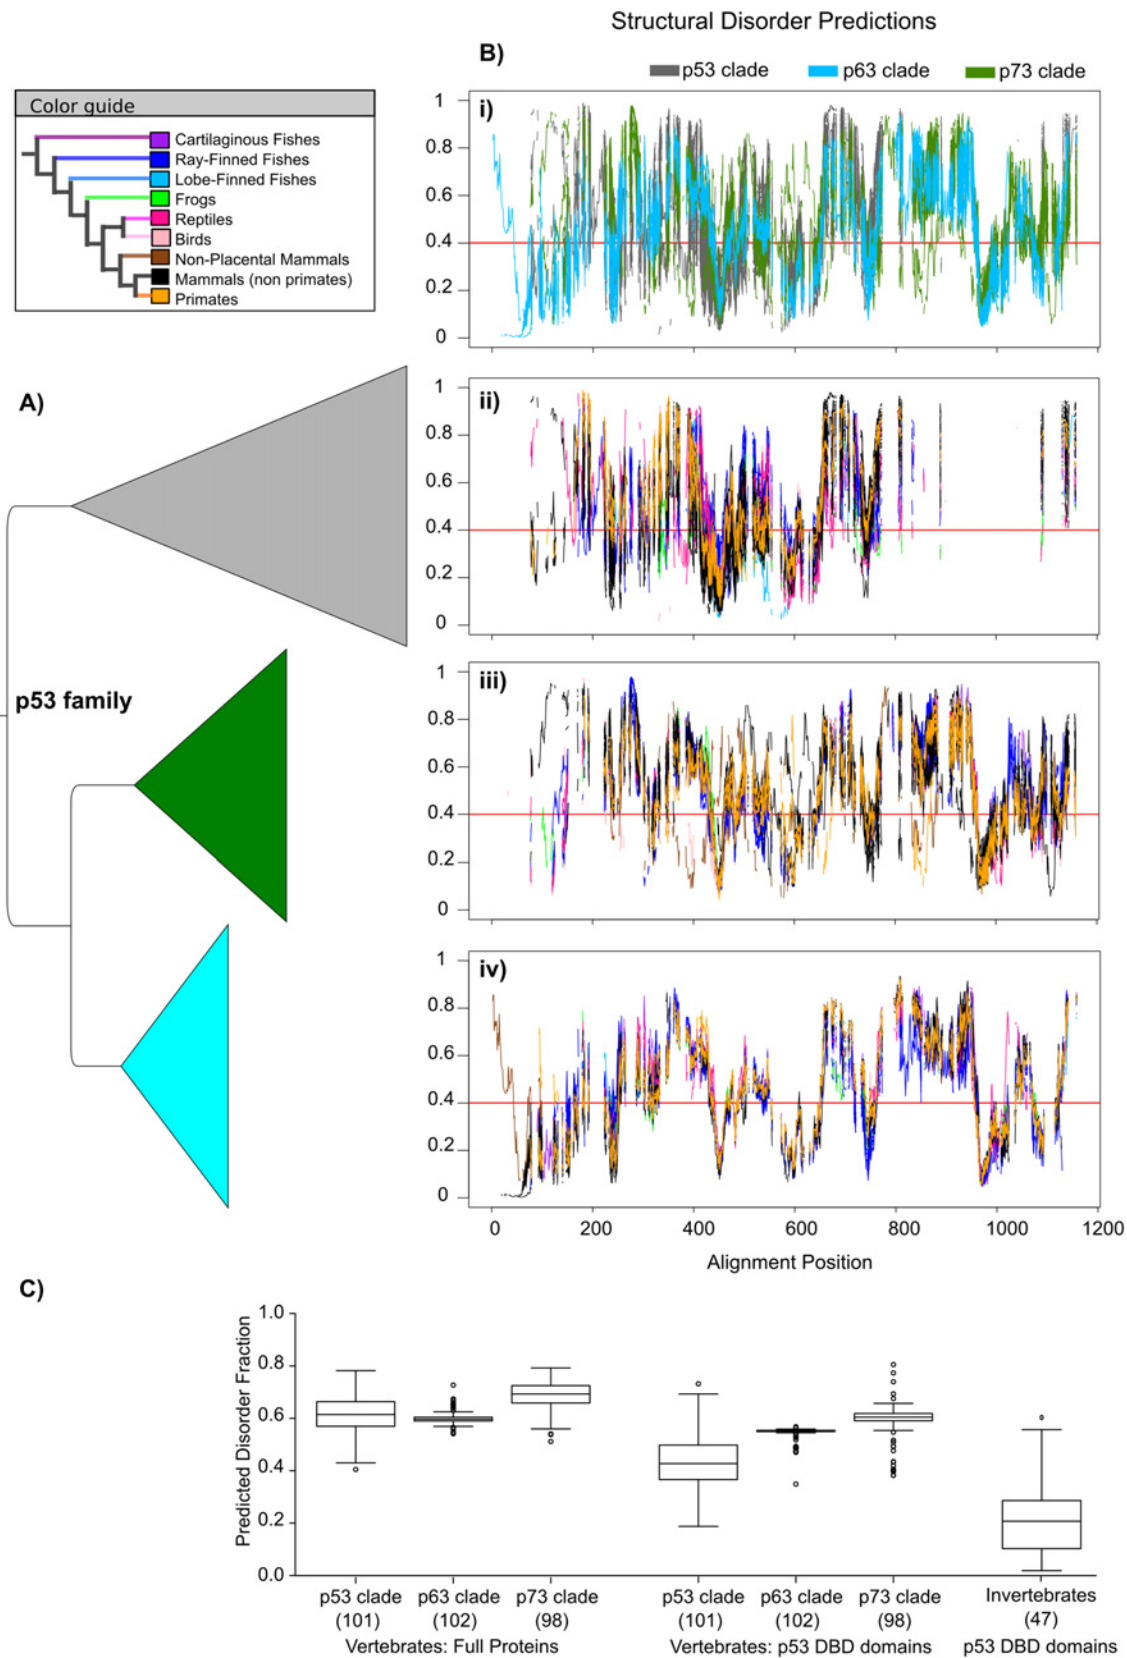 Structural Disorder Predictions
B)
p53 clade
p63 clade
p73 clade
Color guide
Cartilaginous Fishes
Ray-Finned Fishes
Lobe-Finned Fishes
Frogs
Reptiles
Birds
Non-Placental Mammals
Mammals (non primates)
Primates
i)
1
0.8
0.6
0.4
0.2
0
A)
p53 family
ii)
1
0.8
0.6
0.4
0.2
0
iii)
1
0.8
0.6
0.4
0.2
0
iv)
1
0.8
0.6
0.4
0.2
0
0 200 400 600 800 1000 1200
Alignment Position
C)
Predicted Disorder Fraction
1.0
0.8
0.6
0.4
0.2
0.0
p53 clade p63 clade p73 clade
(101) (102) (98)
Vertebrates: Full Proteins
p53 clade p63 clade p73 clade
(101) (102) (98)
Vertebrates: p53 DBD domains
Invertebrates
(47)
p53 DBD domains